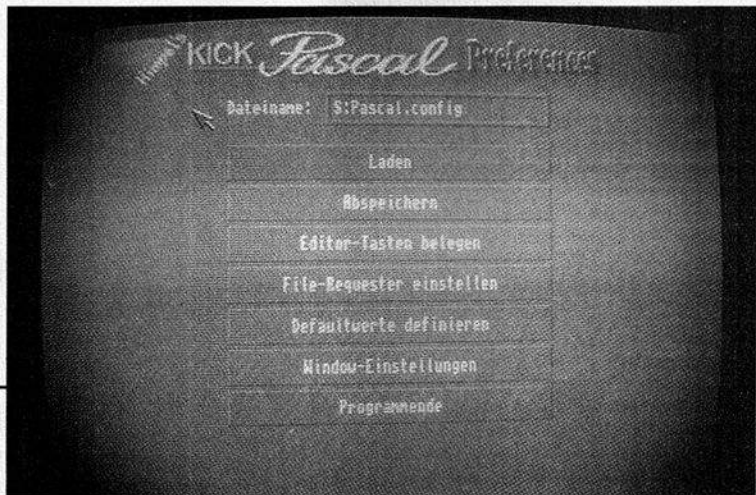 Himpel's
KICK Pascal Preferences
Dateiname: S:Pascal.config
Laden
Abspeichern
Editor-Tasten belegen
File-Requester einstellen
Defaultwerte definieren
Window-Einstellungen
Programmende